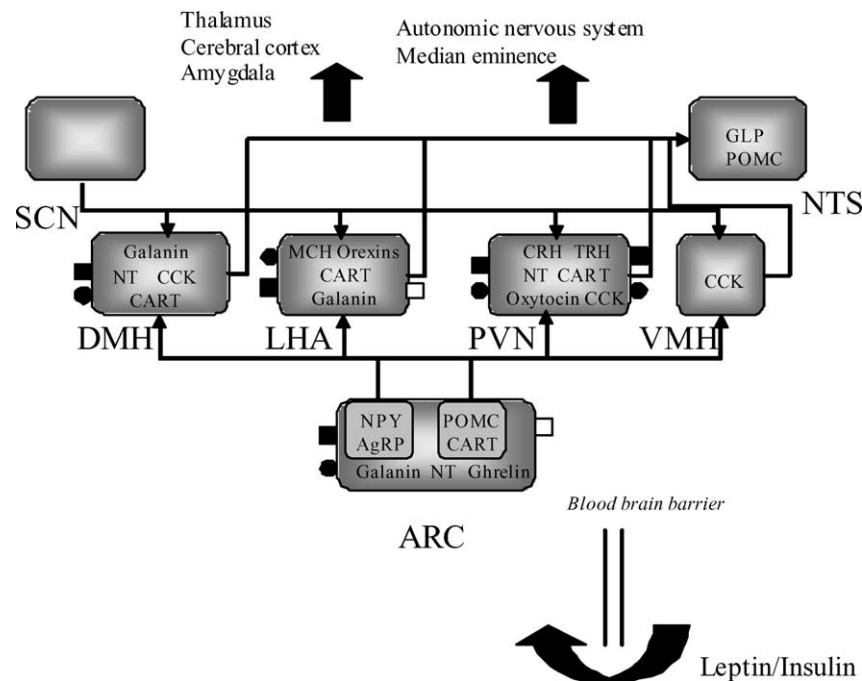 Thalamus
Cerebral cortex
Amygdala
Autonomic nervous system
Median eminence
GLP
POMC
SCN
NTS
Galanin
NT CCK
CART
MCH Orexins
CART
Galanin
CRH TRH
NT CART
Oxytocin CCK
CCK
DMH
LHA
PVN
VMH
NPY
AgRP
POMC
CART
Galanin NT Ghrelin
ARC
Blood brain barrier
Leptin/Insulin